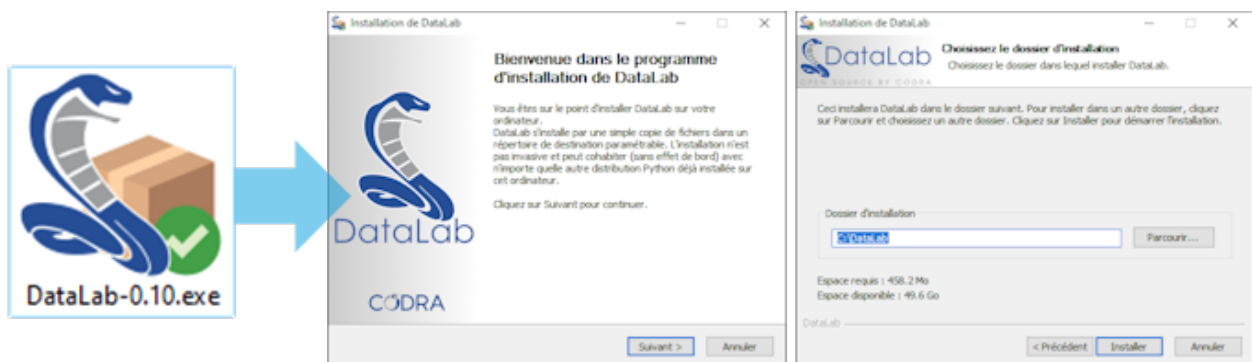 DataLab-0.10.exe
Installation de DataLab
Bienvenue dans le programme
d'installation de DataLab
Vous êtes sur le point d'installer DataLab sur votre
ordinateur.
DataLab s'installe par une simple copie de fichiers dans un
répertoire de destination paramétrable. L'installation n'est
pas invasive et peut cohabiter (sans effet de bord) avec
n'importe quelle autre distribution Python déjà installée sur
cet ordinateur.
Cliquez sur Suivant pour continuer.
DataLab
CODRA
Suivant >
Annuler
Installation de DataLab
DataLab
OPEN SOURCE BY CODRA
Choisissez le dossier d'installation
Choisissez le dossier dans lequel installer DataLab.
Ceci installera DataLab dans le dossier suivant. Pour installer dans un autre dossier, cliquez
sur Parcourir et choisissez un autre dossier. Cliquez sur Installer pour démarrer l'installation.
Dossier d'installation
C:\DataLab
Parcourir...
Espace requis : 458.2 Mo
Espace disponible : 49.6 Go
DataLab
< Précédent
Installer
Annuler